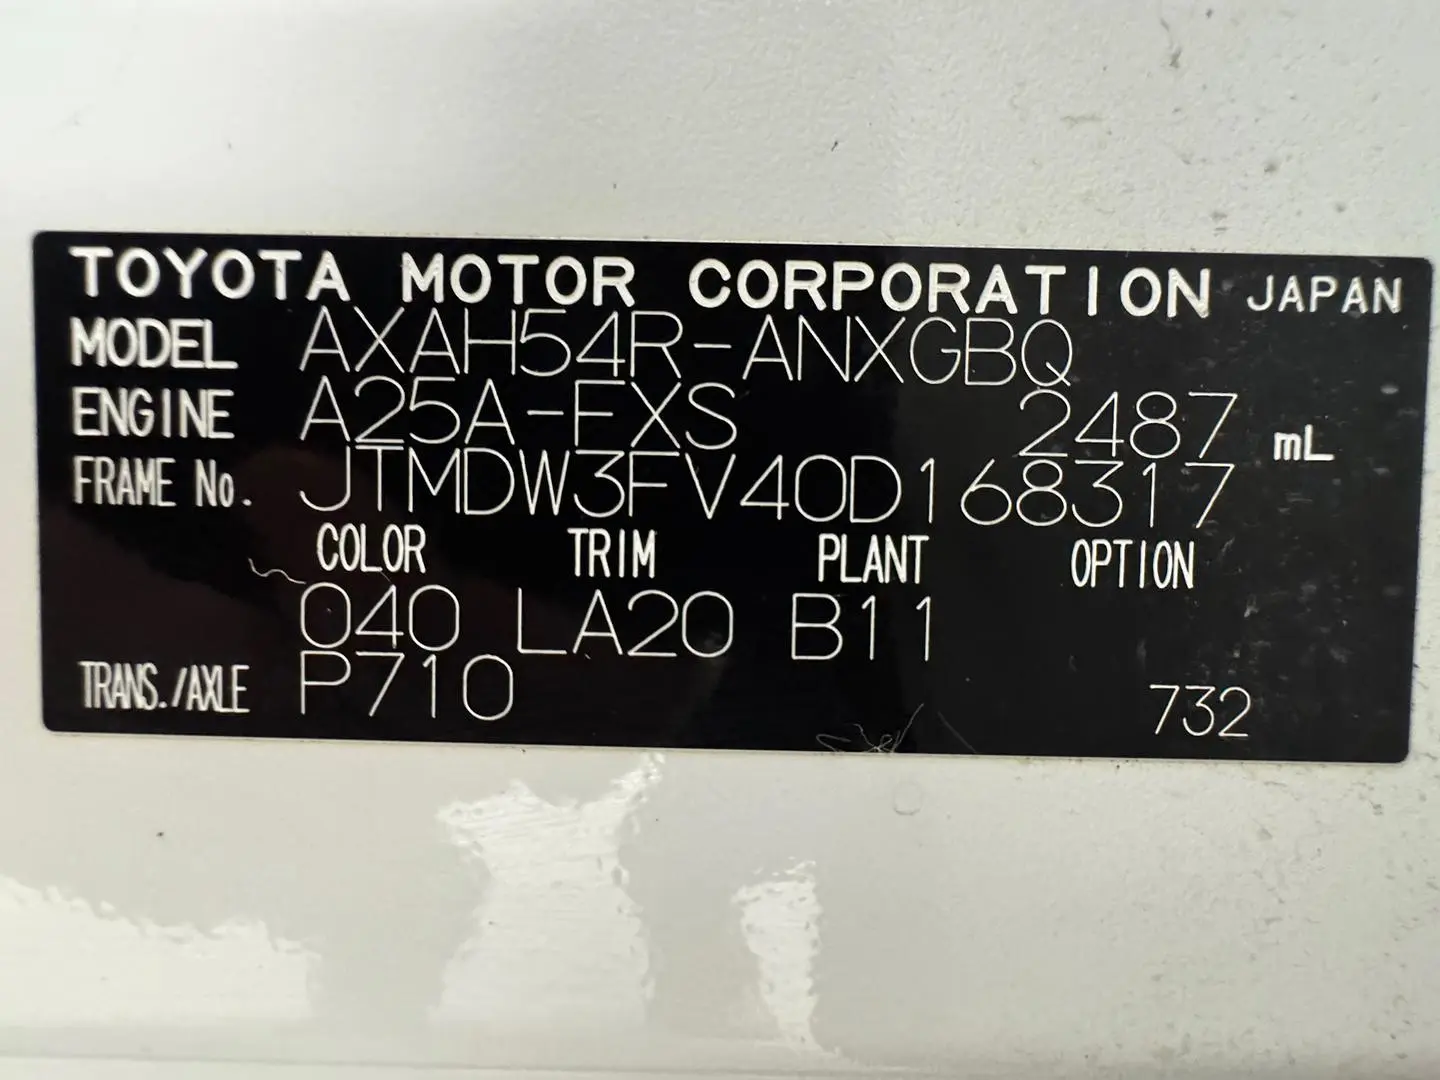 TOYOTA MOTOR CORPORATION JAPAN
MODEL AXAH54R-ANXGBQ
ENGINE A25A-FXS 2487 mL
FRAME No. JTMDW3FV40D168317
COLOR TRIM PLANT OPTION
040 LA20 B11
TRANS./AXLE P710 732